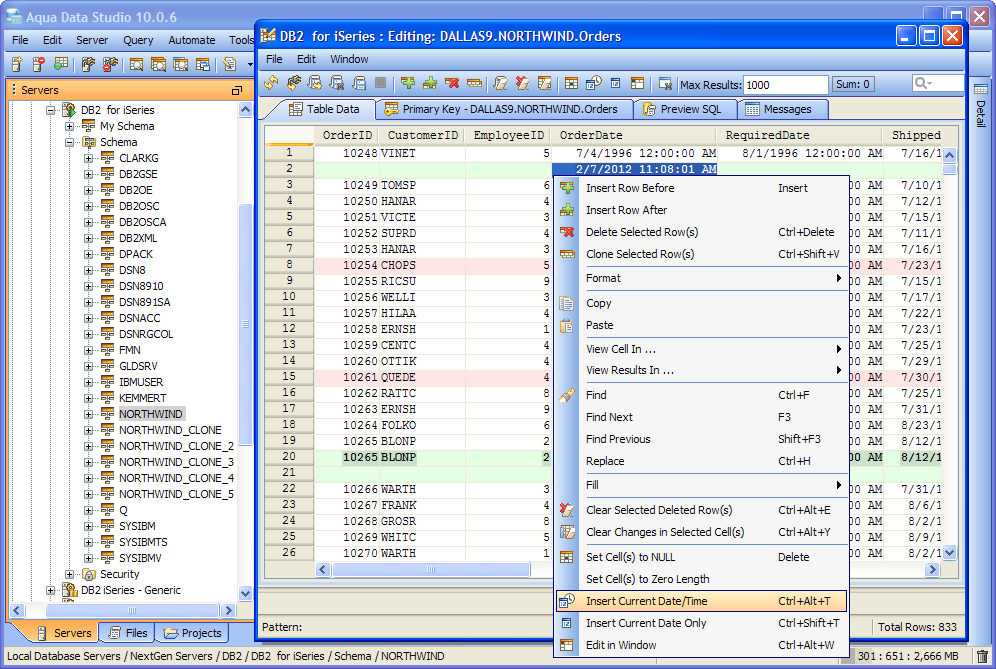 Aqua Data Studio 10.0.6
File Edit Server Query Automate Tools
Servers
DB2 for iSeries
My Schema
Schema
CLARKG
DB2GSE
DB2OE
DB2OSC
DB2OSCA
DB2XML
DPACK
DSN8
DSN8910
DSN891SA
DSNACC
DSNRGCOL
FMN
GLDSRV
IBMUSER
KEMMERT
NORTHWIND
NORTHWIND_CLONE
NORTHWIND_CLONE_2
NORTHWIND_CLONE_3
NORTHWIND_CLONE_4
NORTHWIND_CLONE_5
Q
SYSIBM
SYSIBMTS
SYSIBMV
Security
DB2 iSeries - Generic
Servers Files Projects
DB2 for iSeries : Editing: DALLAS9.NORTHWIND.Orders
File Edit Window
Max Results: 1000 Sum: 0
Table Data Primary Key - DALLAS9.NORTHWIND.Orders Preview SQL Messages
Detail
OrderID CustomerID EmployeeID OrderDate RequiredDate Shipped
1 10248 VINET 5 7/4/1996 12:00:00 AM 8/1/1996 12:00:00 AM 7/16/1
2 2/7/2012 11:08:01 AM
3 10249 TOMSP 6 00 AM 7/10/1
4 10250 HANAR 4 00 AM 7/12/1
5 10251 VICTE 3 00 AM 7/15/1
6 10252 SUPRD 4 00 AM 7/11/1
7 10253 HANAR 3 00 AM 7/16/1
8 10254 CHOPS 5 00 AM 7/23/1
9 10255 RICSU 9 00 AM 7/15/1
10 10256 WELLI 3 00 AM 7/17/1
11 10257 HILAA 4 00 AM 7/22/1
12 10258 ERNSH 1 00 AM 7/23/1
13 10259 CENTC 4 00 AM 7/25/1
14 10260 OTTIK 4 00 AM 7/29/1
15 10261 QUEDE 4 00 AM 7/30/1
16 10262 RATTC 8 00 AM 7/25/1
17 10263 ERNSH 9 00 AM 7/31/1
18 10264 FOLKO 6 00 AM 8/23/1
19 10265 BLONP 2 00 AM 8/12/1
20 10265 BLONP 2 00 AM 8/12/1
21
22 10266 WARTH 3 00 AM 7/31/1
23 10267 FRANK 4 00 AM 8/6/1
24 10268 GROSR 8 00 AM 8/2/1
25 10269 WHITC 5 00 AM 8/9/1
26 10270 WARTH 1 00 AM 8/2/1
Insert Row Before Insert
Insert Row After
Delete Selected Row(s) Ctrl+Delete
Clone Selected Row(s) Ctrl+Shift+V
Format
Copy
Paste
View Cell In ...
View Results In ...
Find Ctrl+F
Find Next F3
Find Previous Shift+F3
Replace Ctrl+H
Fill
Clear Selected Deleted Row(s) Ctrl+Alt+E
Clear Changes in Selected Cell(s) Ctrl+Alt+Y
Set Cell(s) to NULL Delete
Set Cell(s) to Zero Length
Insert Current Date/Time Ctrl+Alt+T
Insert Current Date Only Ctrl+Shift+T
Edit in Window Ctrl+Alt+W
Pattern: Total Rows: 833
Local Database Servers / NextGen Servers / DB2 / DB2 for iSeries / Schema / NORTHWIND 301 : 651 : 2,666 MB